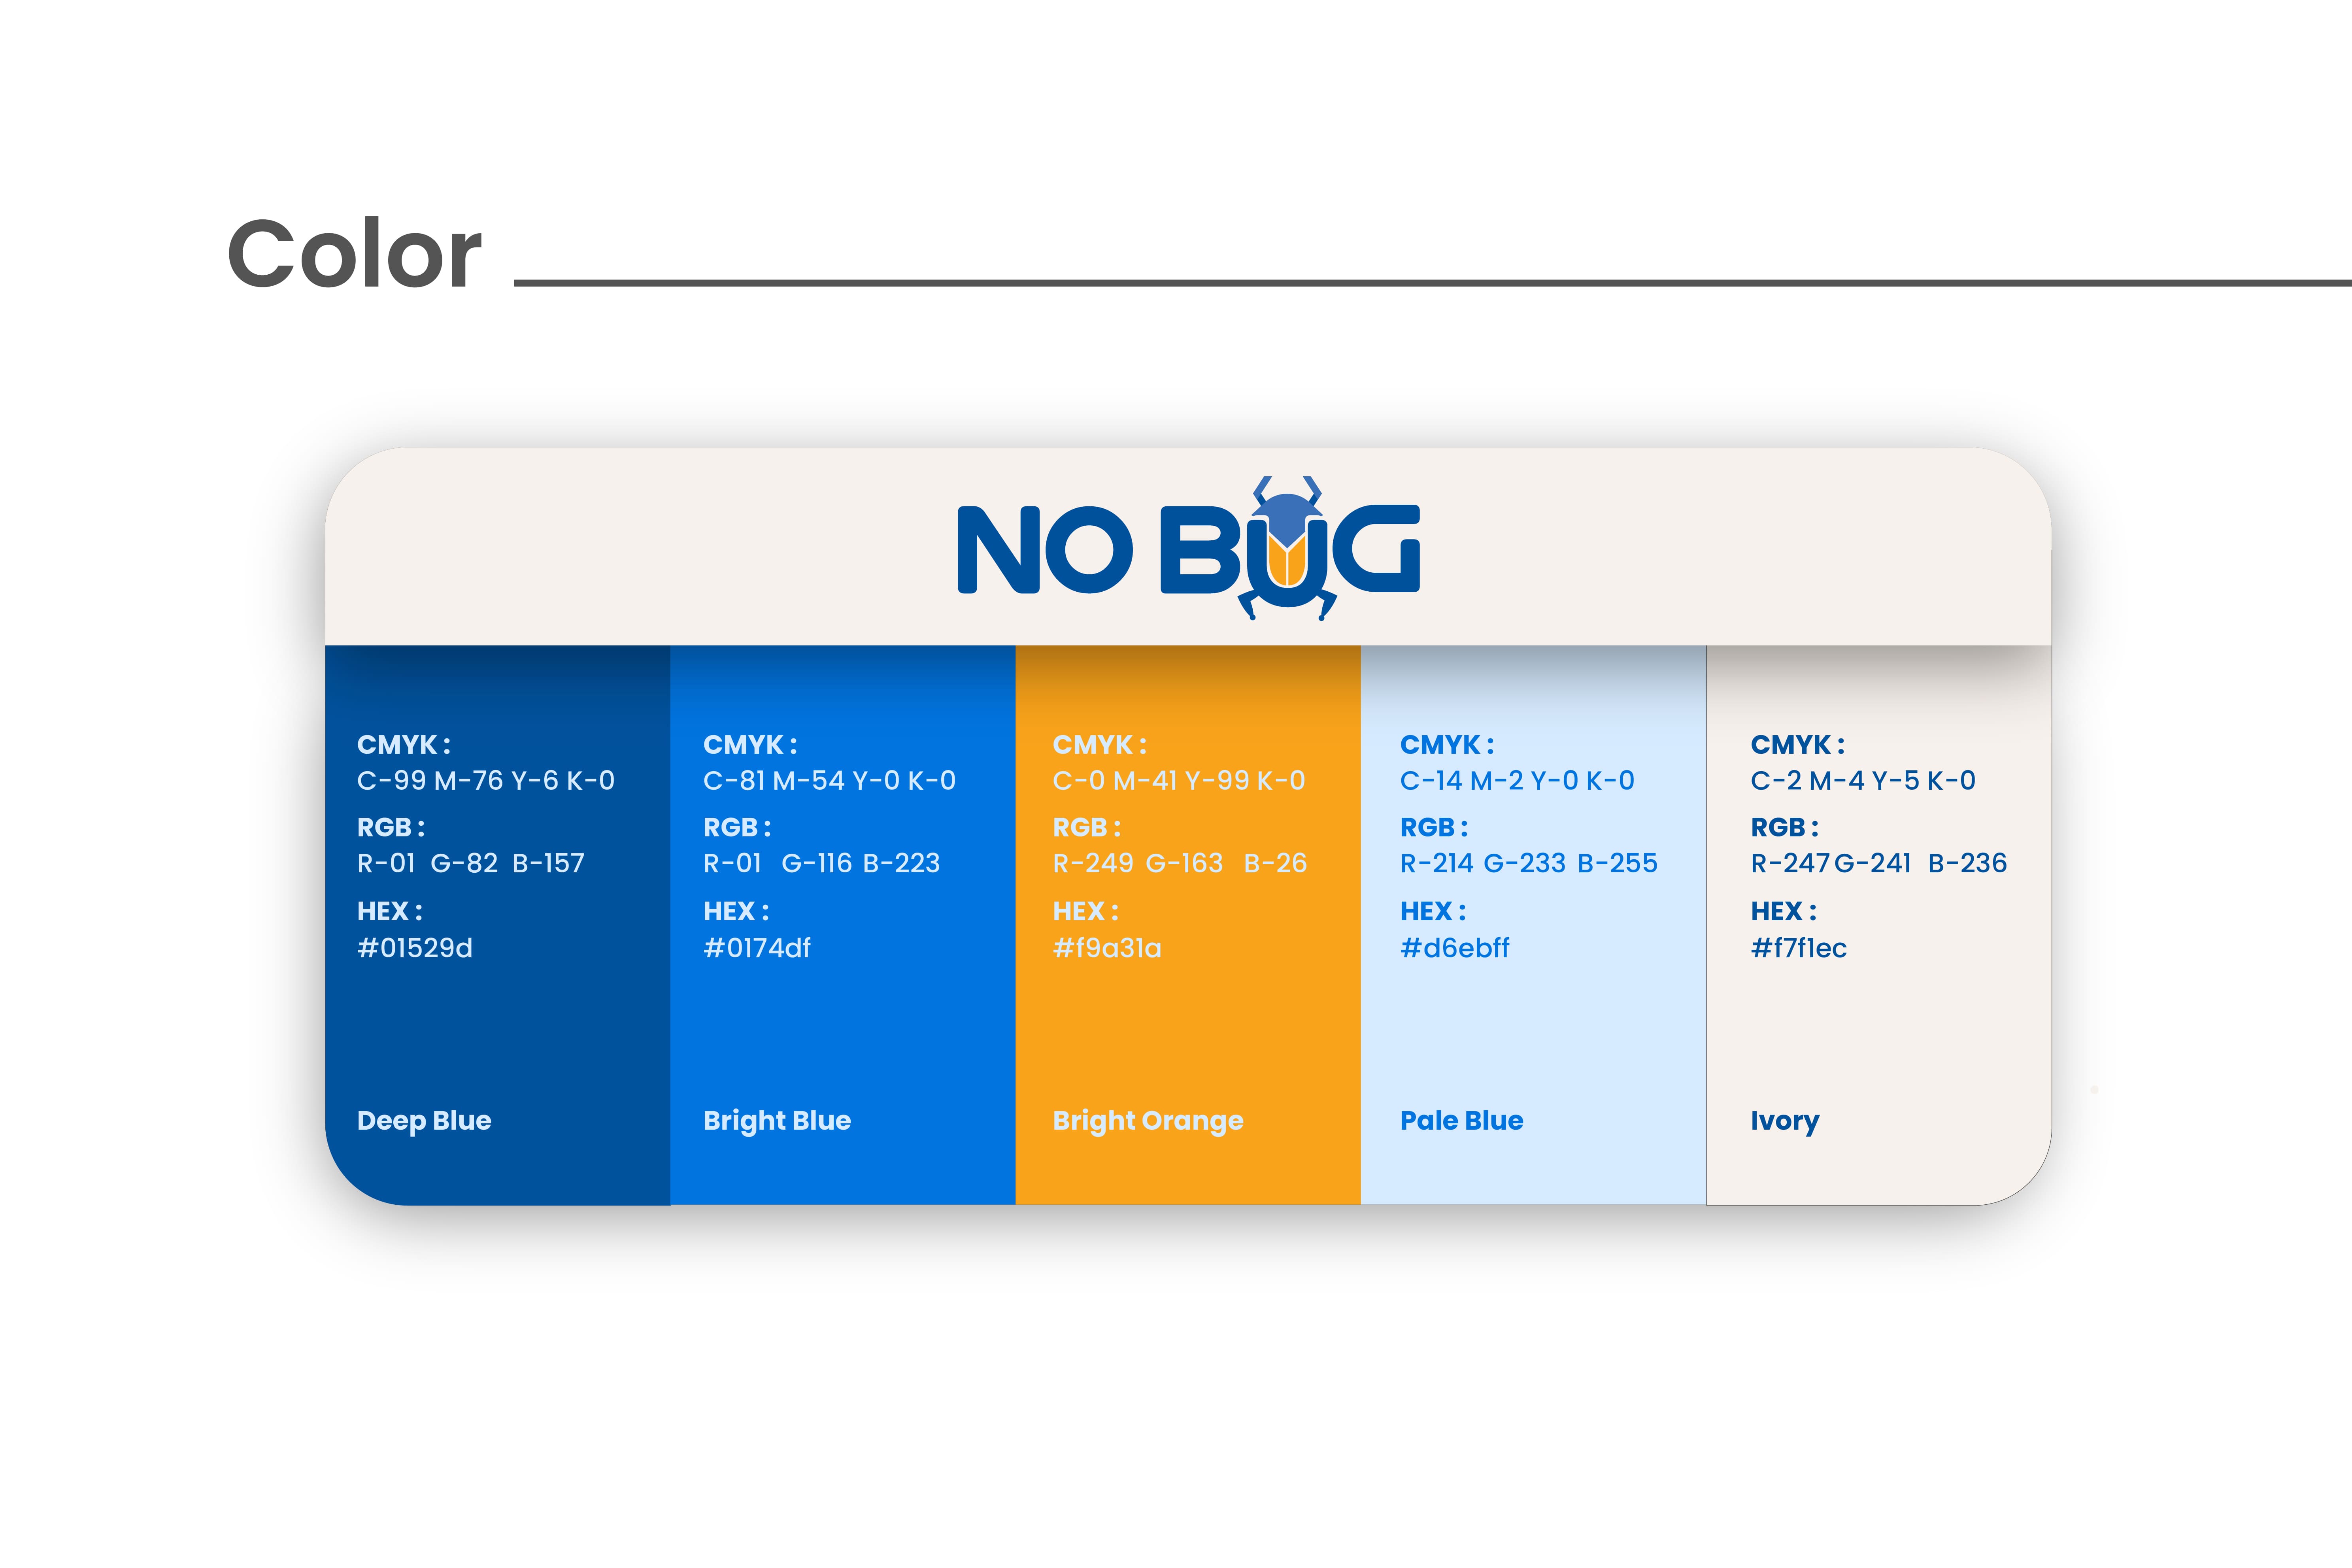 Color
NO BUG
CMYK :
C-99 M-76 Y-6 K-0
RGB :
R-01 G-82 B-157
HEX :
#01529d
Deep Blue
CMYK :
C-81 M-54 Y-0 K-0
RGB :
R-01 G-116 B-223
HEX :
#0174df
Bright Blue
CMYK :
C-0 M-41 Y-99 K-0
RGB :
R-249 G-163 B-26
HEX :
#f9a31a
Bright Orange
CMYK :
C-14 M-2 Y-0 K-0
RGB :
R-214 G-233 B-255
HEX :
#d6ebff
Pale Blue
CMYK :
C-2 M-4 Y-5 K-0
RGB :
R-247 G-241 B-236
HEX :
#f7f1ec
Ivory